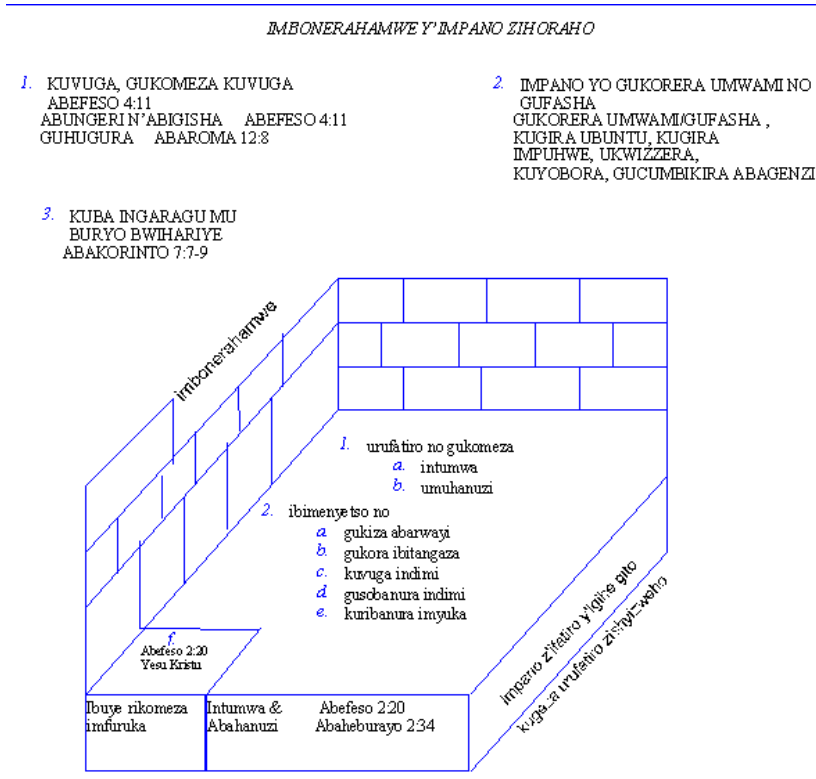 IMBONERAHAMWE Y'IMPANO ZIHORAHO
1. KUVUGA, GUKOMEZA KUVUGA
ABEFESO 4:11
ABUNGERI N'ABIGISHA ABEFESO 4:11
GUHUGURA ABAROMA 12:8
2. IMPANO YO GUKORERA UMWAMI NO
GUFASHA
GUKORERA UMWAMI/GUFASHA ,
KUGIRA UBUNTU, KUGIRA
IMPUHWE, UKWIZZERA,
KUYOBORA, GUCUMBIKIRA ABAGENZI
3. KUBA INGARAGU MU
BURYO BWIHARIYE
ABAKORINTO 7:7-9
imbonerahamwe
1. urufatiro no gukomeza
a. intumwa
b. umuhanuzi
2. ibimenyetso no
a. gukiza abarwayi
b. gukora ibitangaza
c. kuvuga indimi
d. gusobanura indimi
e. kuribanura imyuka
f.
Abefeso 2:20
Yesu Kristu
Ibuye rikomeza
imfuruka
Intumwa & Abefeso 2:20
Abahanuzi Abaheburayo 2:34
impano z'ifatiro y'igihe gito
kugeza urufatiro zishyizweho